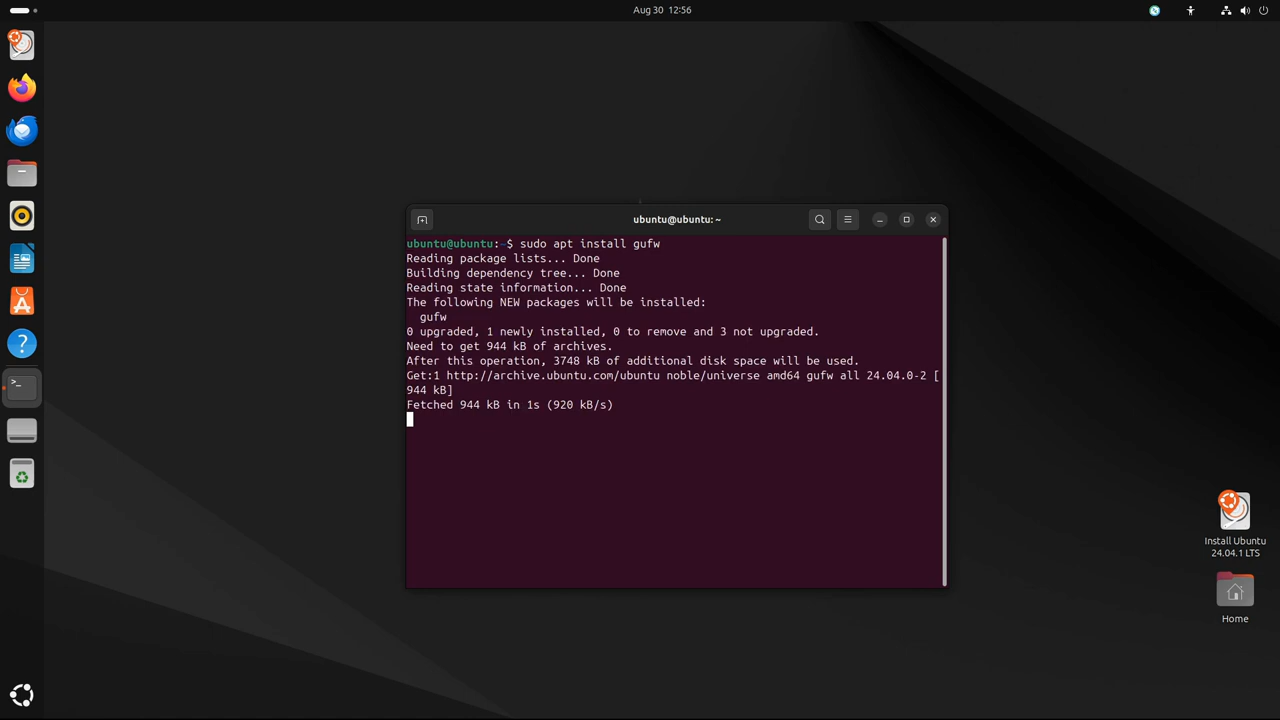 Aug 30 12:56
ubuntu@ubuntu: ~
ubuntu@ubuntu:~$ sudo apt install gufw
Reading package lists... Done
Building dependency tree... Done
Reading state information... Done
The following NEW packages will be installed:
  gufw
0 upgraded, 1 newly installed, 0 to remove and 3 not upgraded.
Need to get 944 kB of archives.
After this operation, 3748 kB of additional disk space will be used.
Get:1 http://archive.ubuntu.com/ubuntu noble/universe amd64 gufw all 24.04.0-2 [
944 kB]
Fetched 944 kB in 1s (920 kB/s)
Install Ubuntu
24.04.1 LTS
Home